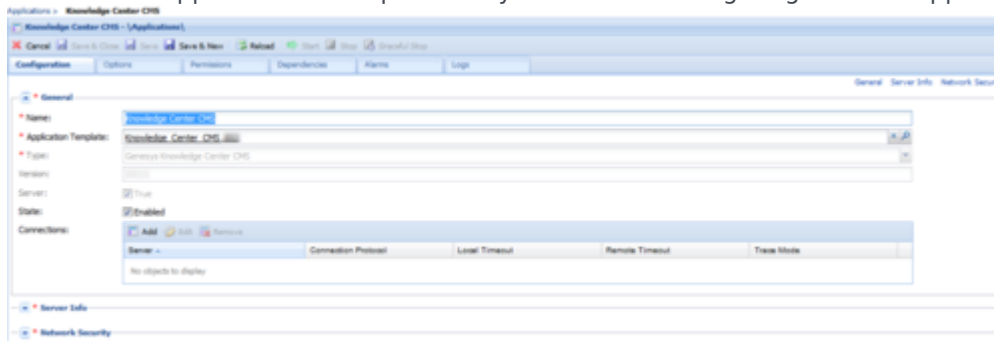 Applications > Knowledge Center CMS
Knowledge Center CMS - \Applications\
Cancel Save & Close Save Save & New Reload Start Stop Graceful Stop
Configuration Options Permissions Dependencies Alarms Logs
General Server Info Network Secu
* General
* Name: Knowledge Center CMS
* Application Template: Knowledge_Center_CMS
* Type: Genesys Knowledge Center CMS
Version:
Server: True
State: Enabled
Connections: Add Edit Remove
Server Connection Protocol Local Timeout Remote Timeout Trace Mode
No objects to display
* Server Info
* Network Security